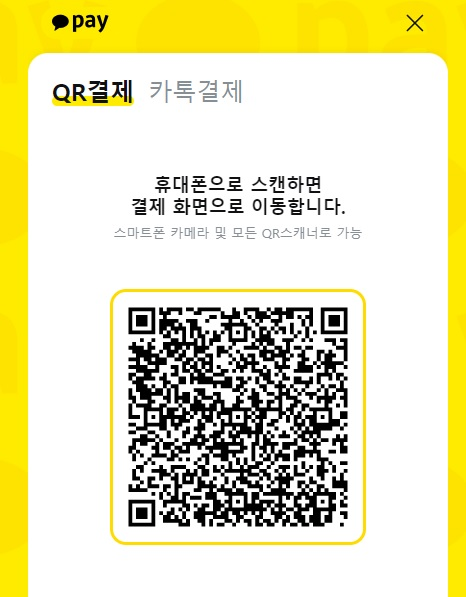 pay
QR결제 카톡결제
휴대폰으로 스캔하면
결제 화면으로 이동합니다.
스마트폰 카메라 및 모든 QR스캐너로 가능